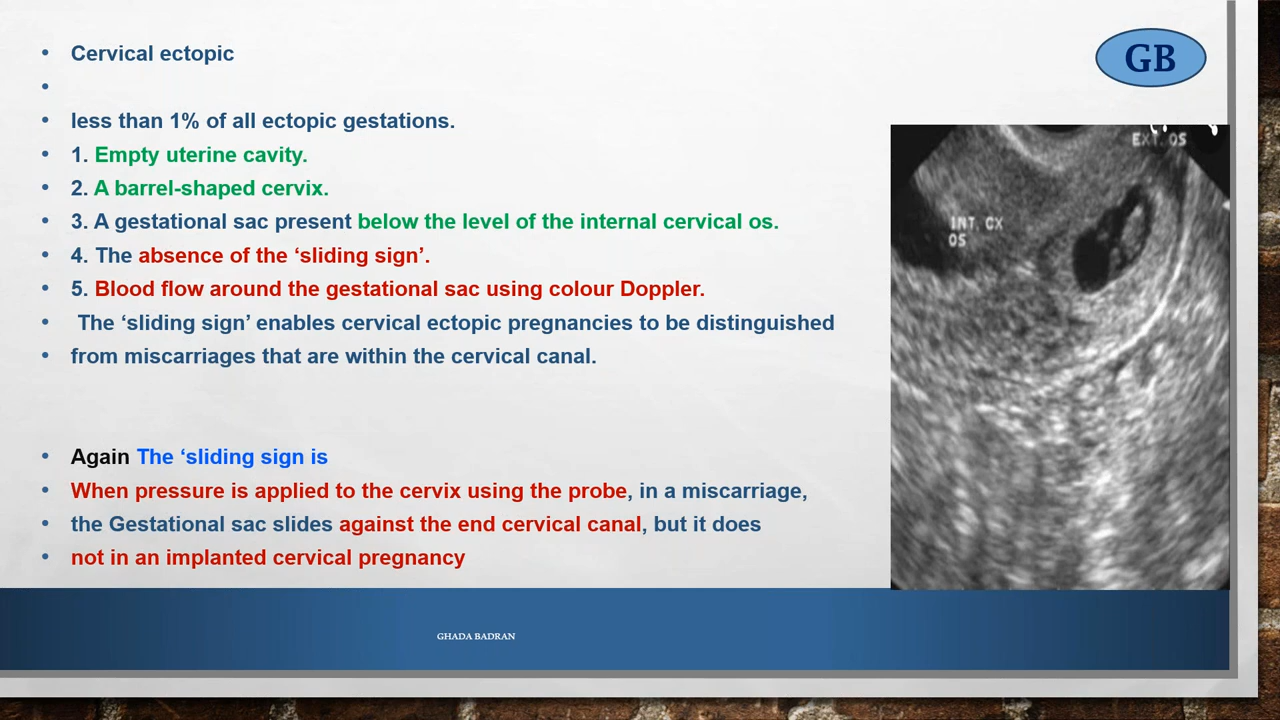 Cervical ectopic
less than 1% of all ectopic gestations.
1. Empty uterine cavity.
2. A barrel-shaped cervix.
3. A gestational sac present below the level of the internal cervical os.
4. The absence of the ‘sliding sign’.
5. Blood flow around the gestational sac using colour Doppler.
The ‘sliding sign’ enables cervical ectopic pregnancies to be distinguished
from miscarriages that are within the cervical canal.
Again The ‘sliding sign is
When pressure is applied to the cervix using the probe, in a miscarriage,
the Gestational sac slides against the end cervical canal, but it does
not in an implanted cervical pregnancy
GB
EXT. OS
INT. CX
OS
GHADA BADRAN